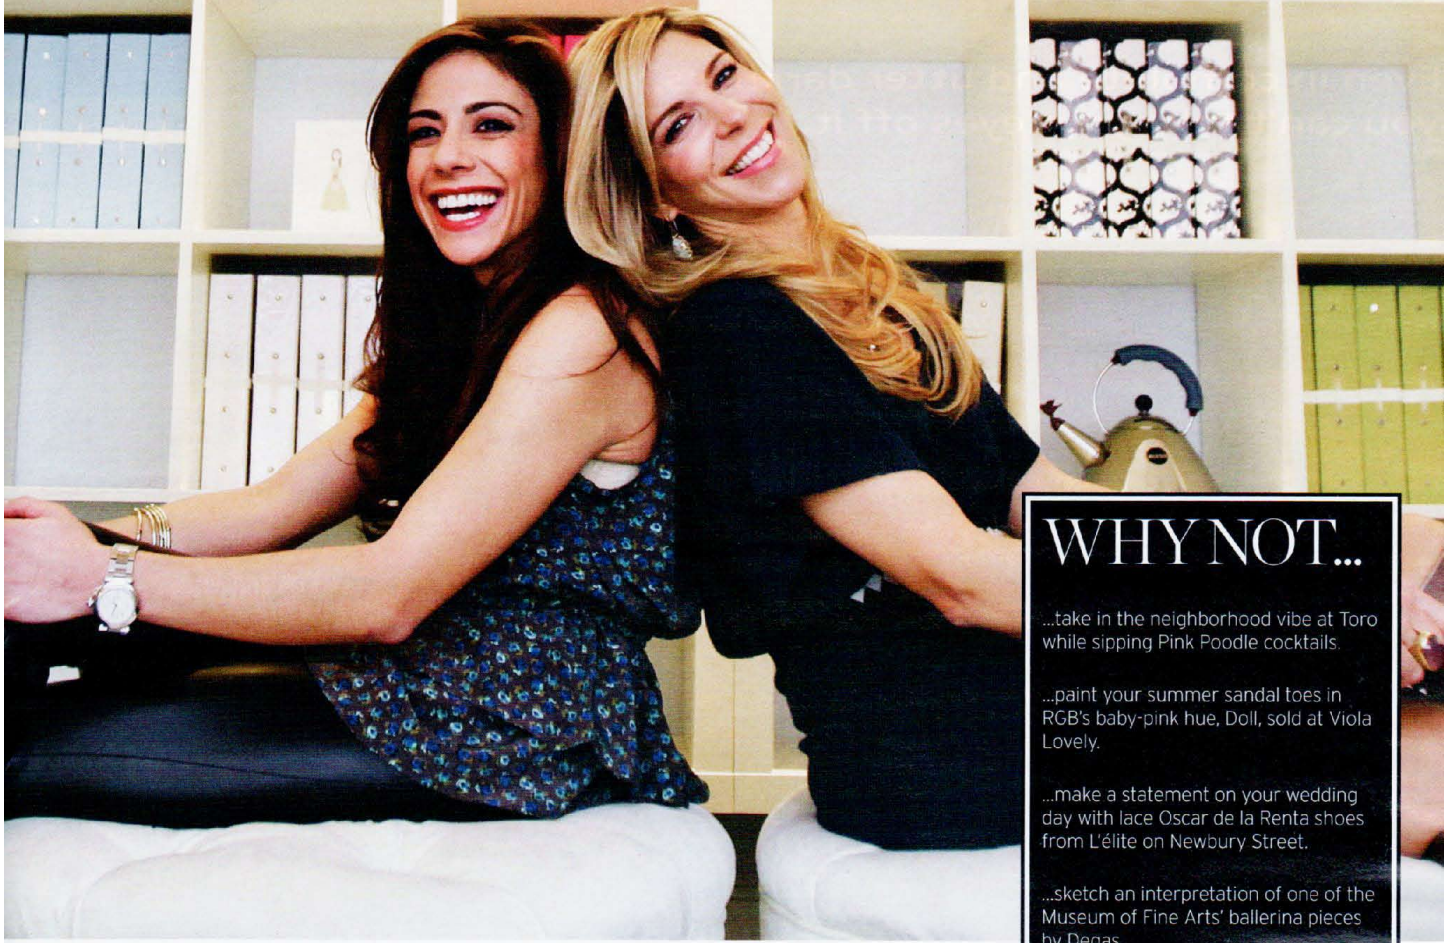 WHY NOT...
...take in the neighborhood vibe at Toro
while sipping Pink Poodle cocktails.
...paint your summer sandal toes in
RGB's baby-pink hue, Doll, sold at Viola
Lovely.
...make a statement on your wedding
day with lace Oscar de la Renta shoes
from L'élite on Newbury Street.
...sketch an interpretation of one of the
Museum of Fine Arts' ballerina pieces
by Degas.